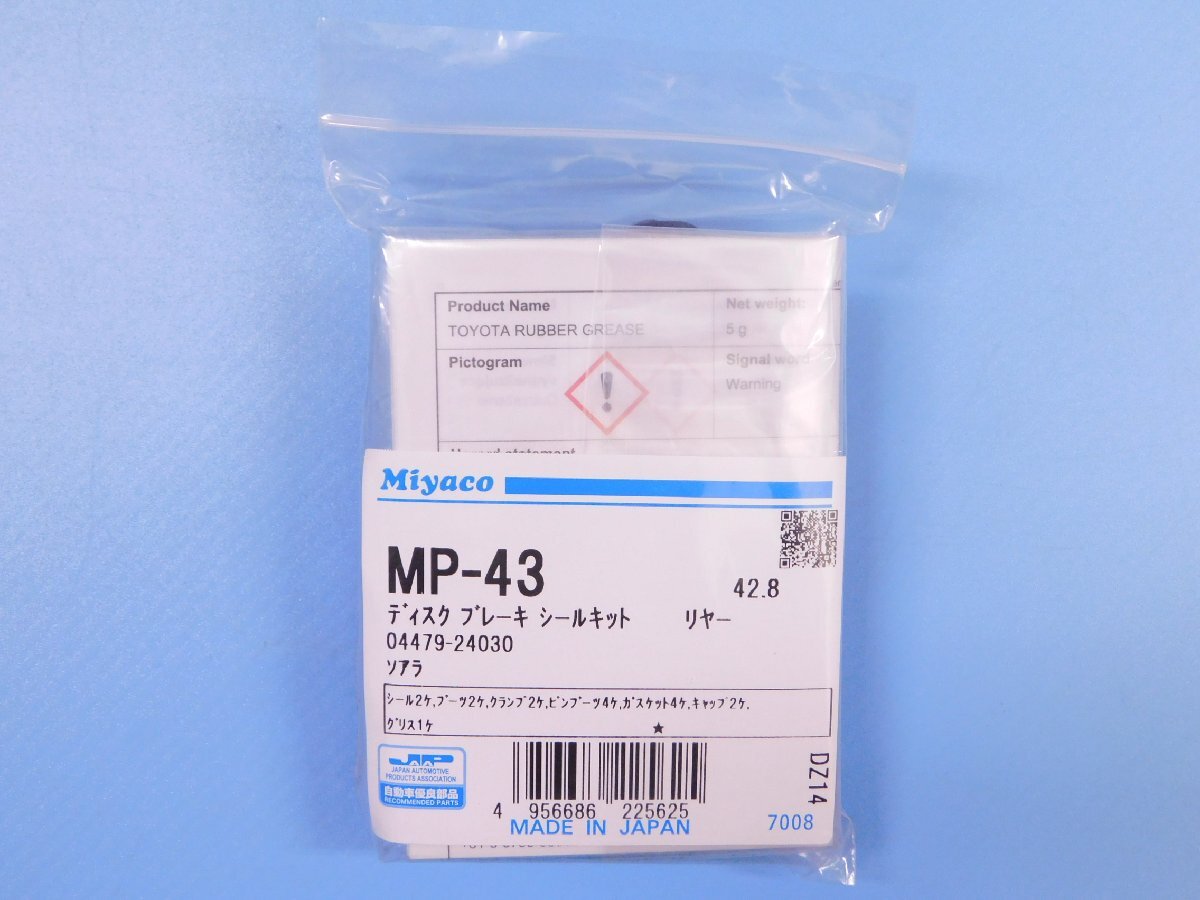 Product Name
Net weight:
TOYOTA RUBBER GREASE
5 g
Pictogram
Signal word
Warning
Hazard statement
Miyaco
MP-43
42.8
ﾃﾞｨｽｸ ﾌﾞﾚｰｷ ｼｰﾙｷｯﾄ ﾘﾔｰ
04479-24030
ｿｱﾗ
ｼｰﾙ2ｹ,ﾌﾞｰﾂ2ｹ,ｸﾗﾝﾌﾟ2ｹ,ﾋﾟﾝﾌﾞｰﾂ4ｹ,ｶﾞｽｹｯﾄ4ｹ,ｷｬｯﾌﾟ2ｹ,
ｸﾞﾘｽ1ｹ ★
JAPA
JAPAN AUTOMOTIVE
PRODUCTS ASSOCIATION
自動車優良部品
RECOMMENDED PARTS
4 956686 225625
MADE IN JAPAN
7008
DZ14